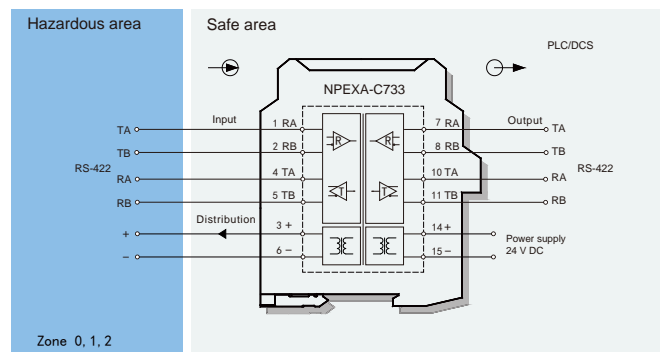 Hazardous area
Safe area
PLC/DCS
NPEXA-C733
TA
Input
1 RA
R
R
7 RA
Output
TA
TB
2 RB
8 RB
TB
RS-422
RA
4 TA
T
T
10 TA
RA
RS-422
RB
5 TB
11 TB
RB
+
Distribution
3 +
14 +
Power supply
24 V DC
−
6 −
15 −
Zone 0, 1, 2